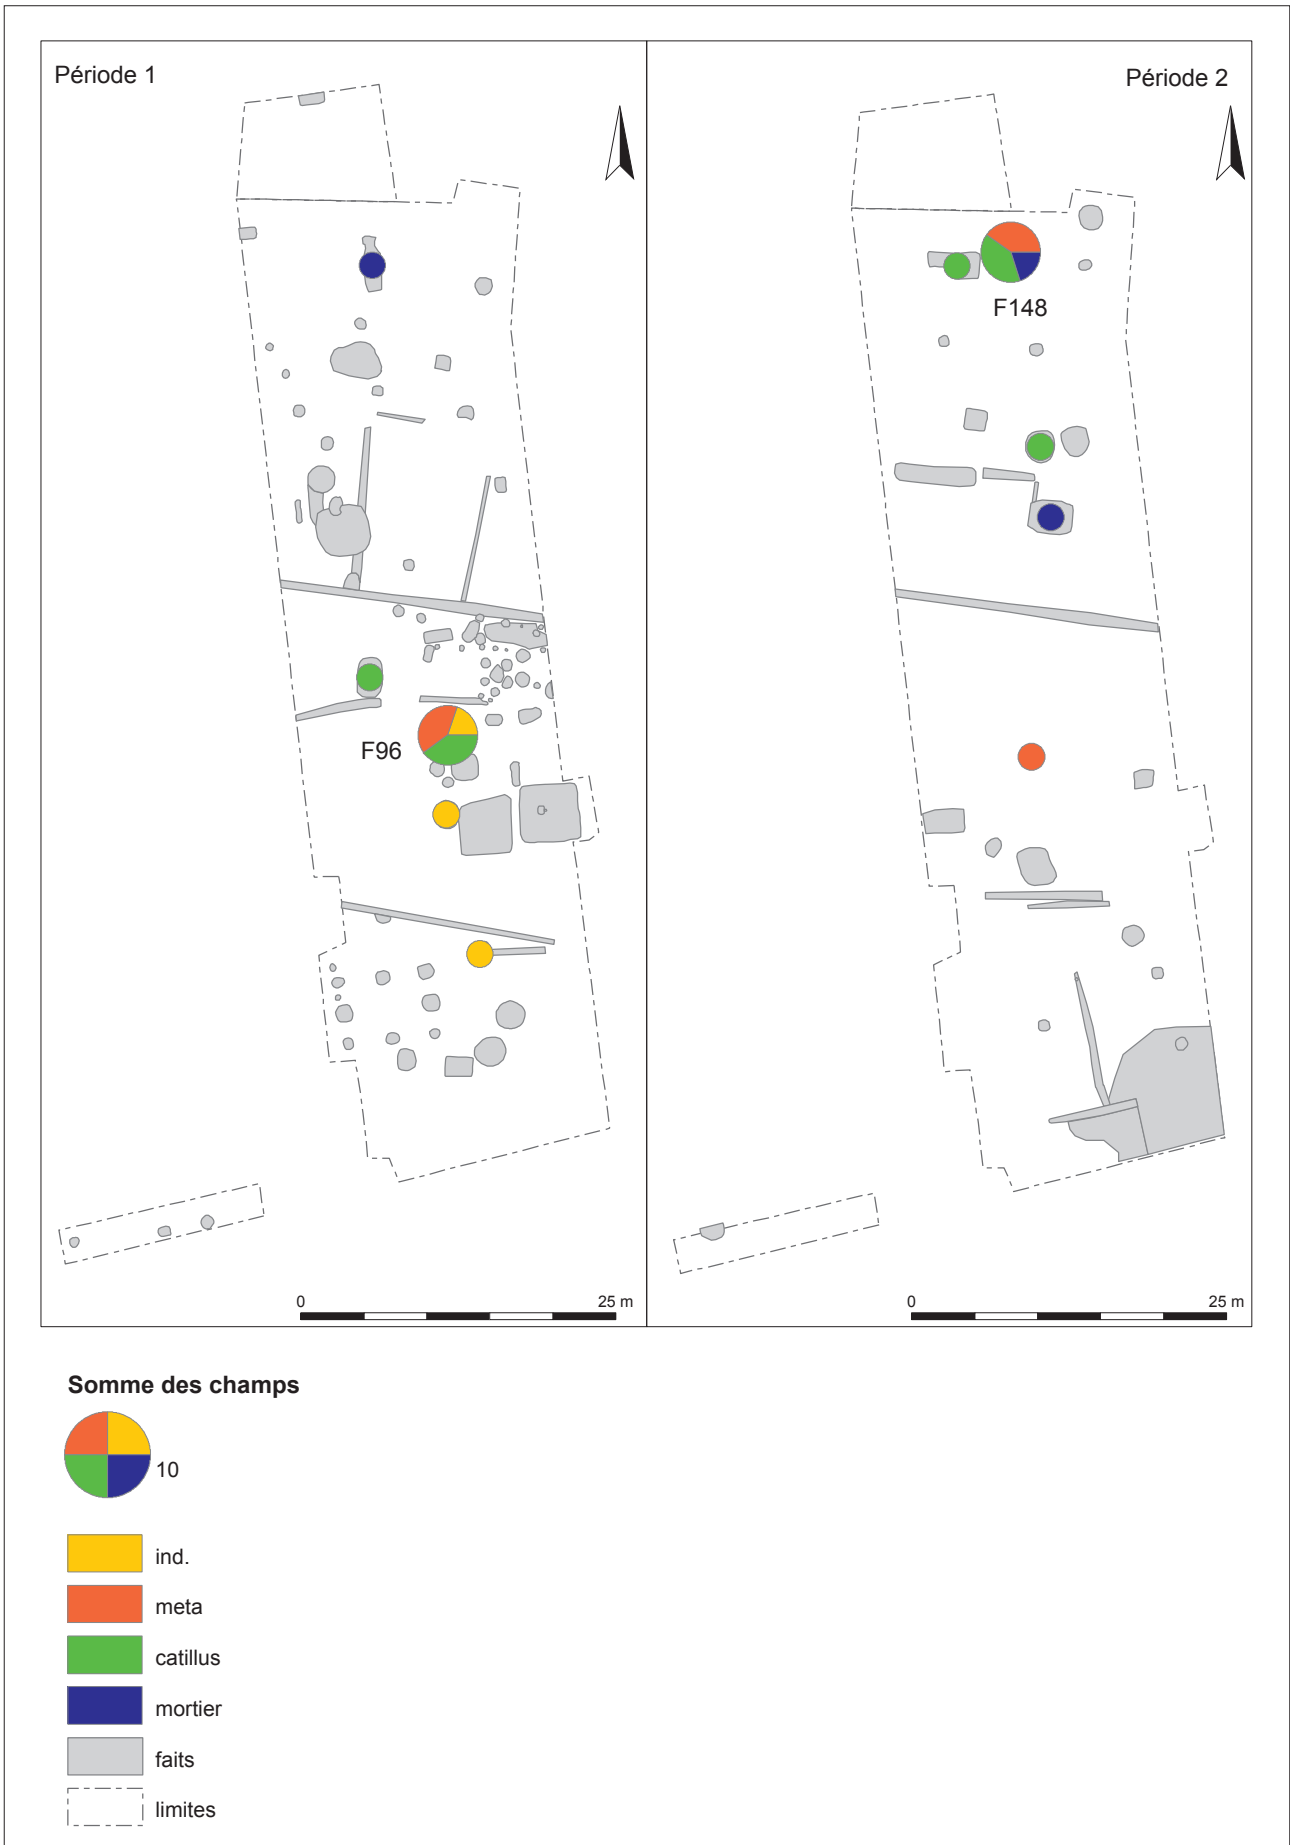 Période 1
Période 2
F148
F96
0 25 m
0 25 m
Somme des champs
10
ind.
meta
catillus
mortier
faits
limites